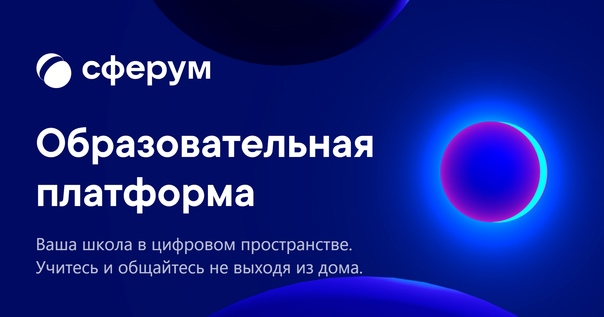 сферум
Образовательная
платформа
Ваша школа в цифровом пространстве.
Учитесь и общайтесь не выходя из дома.